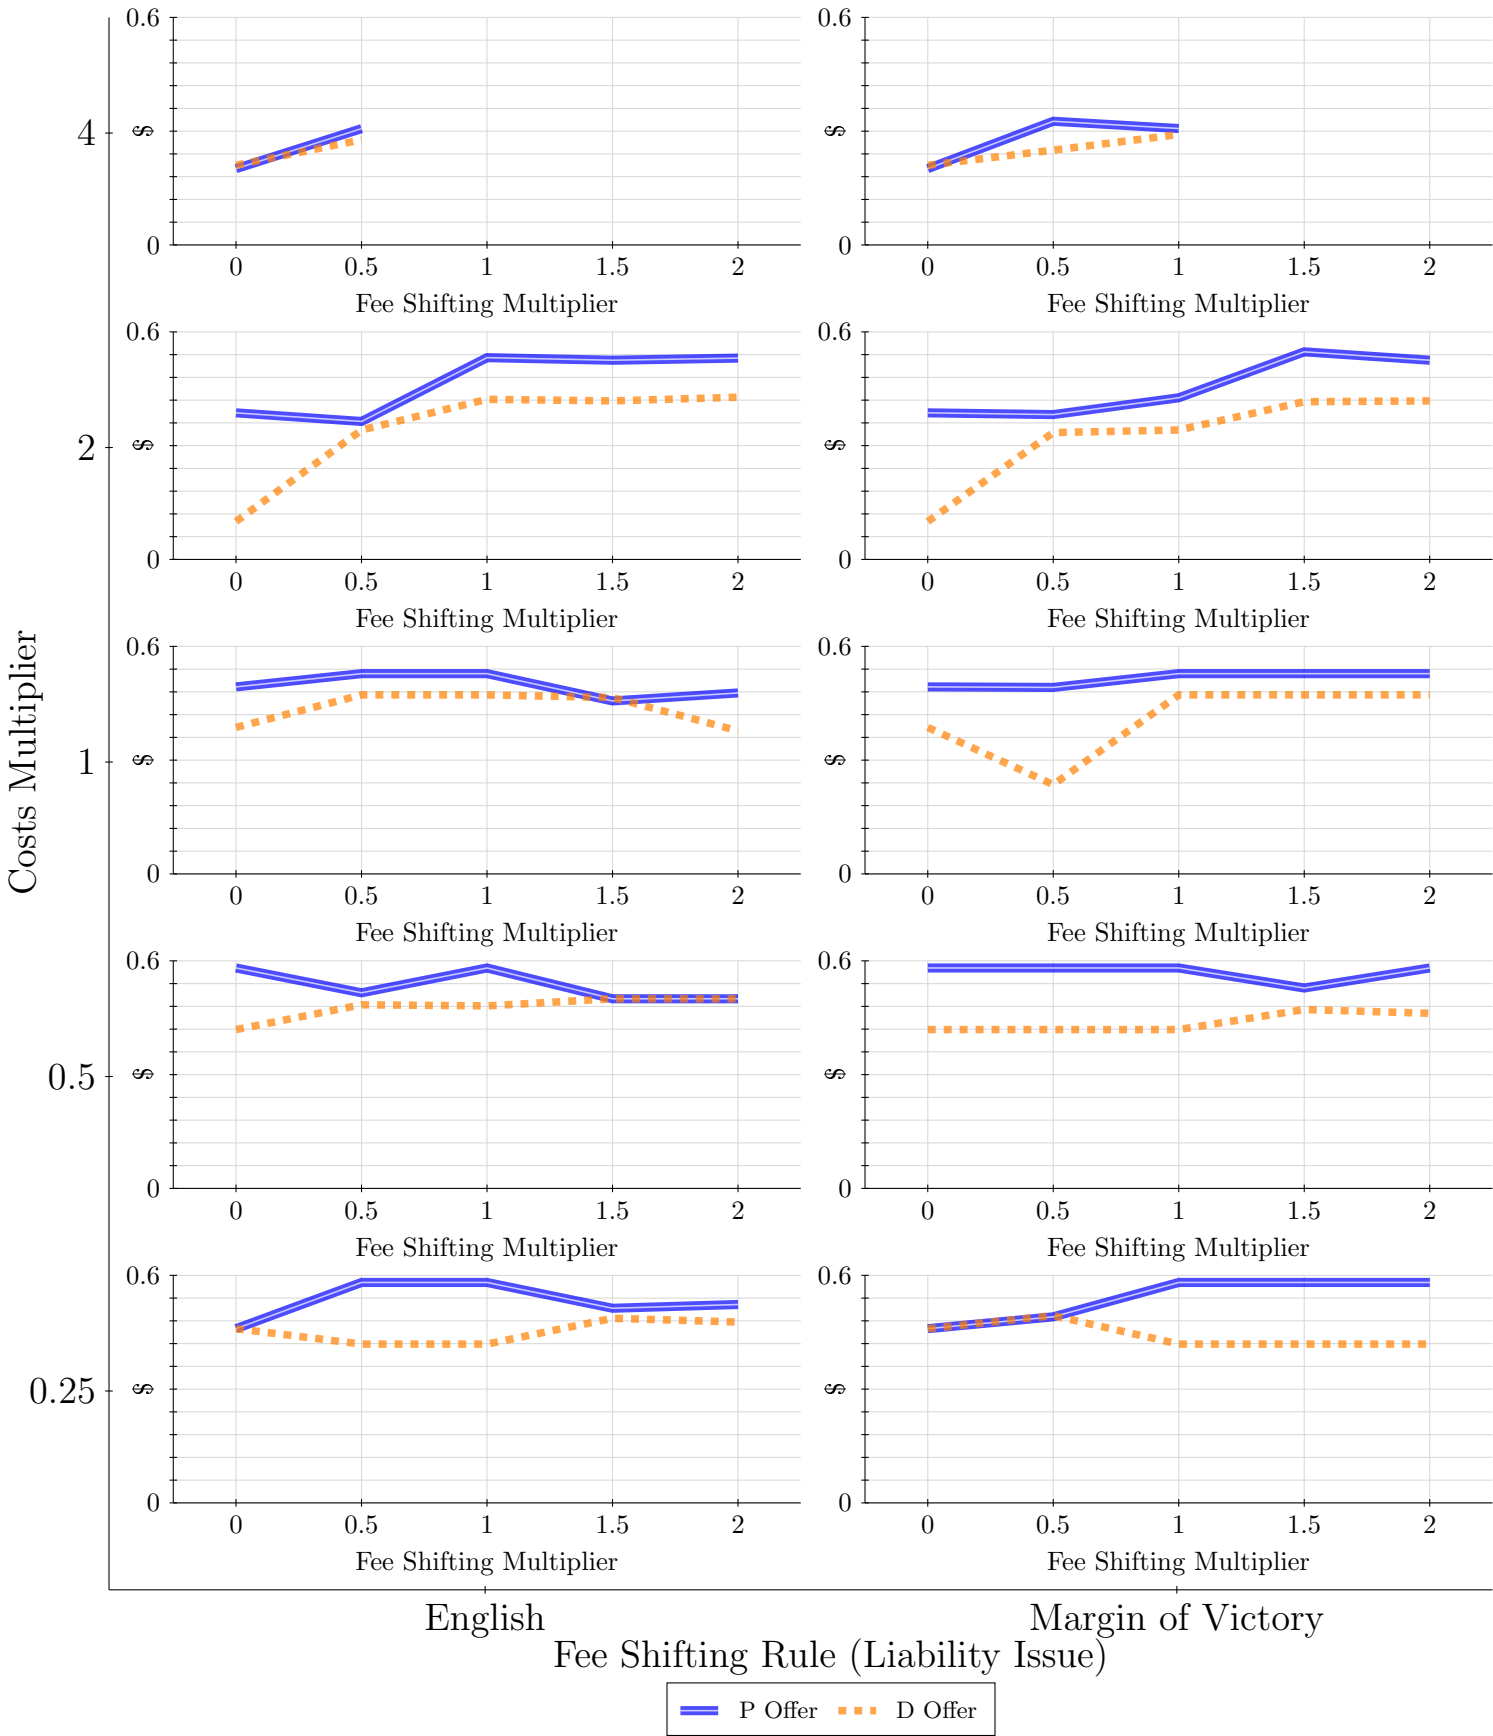 Costs Multiplier
4
0.6
$
0
0 0.5 1 1.5 2
Fee Shifting Multiplier
0.6
$
0
0 0.5 1 1.5 2
Fee Shifting Multiplier
2
0.6
$
0
0 0.5 1 1.5 2
Fee Shifting Multiplier
0.6
$
0
0 0.5 1 1.5 2
Fee Shifting Multiplier
1
0.6
$
0
0 0.5 1 1.5 2
Fee Shifting Multiplier
0.6
$
0
0 0.5 1 1.5 2
Fee Shifting Multiplier
0.5
0.6
$
0
0 0.5 1 1.5 2
Fee Shifting Multiplier
0.6
$
0
0 0.5 1 1.5 2
Fee Shifting Multiplier
0.25
0.6
$
0
0 0.5 1 1.5 2
Fee Shifting Multiplier
0.6
$
0
0 0.5 1 1.5 2
Fee Shifting Multiplier
English
Margin of Victory
Fee Shifting Rule (Liability Issue)
P Offer
D Offer